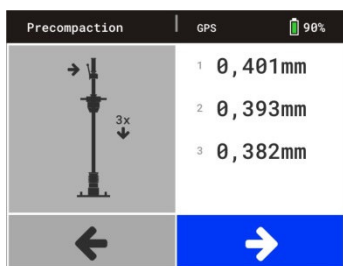 Precompaction
GPS
90%
3x
1 0,401mm
2 0,393mm
3 0,382mm